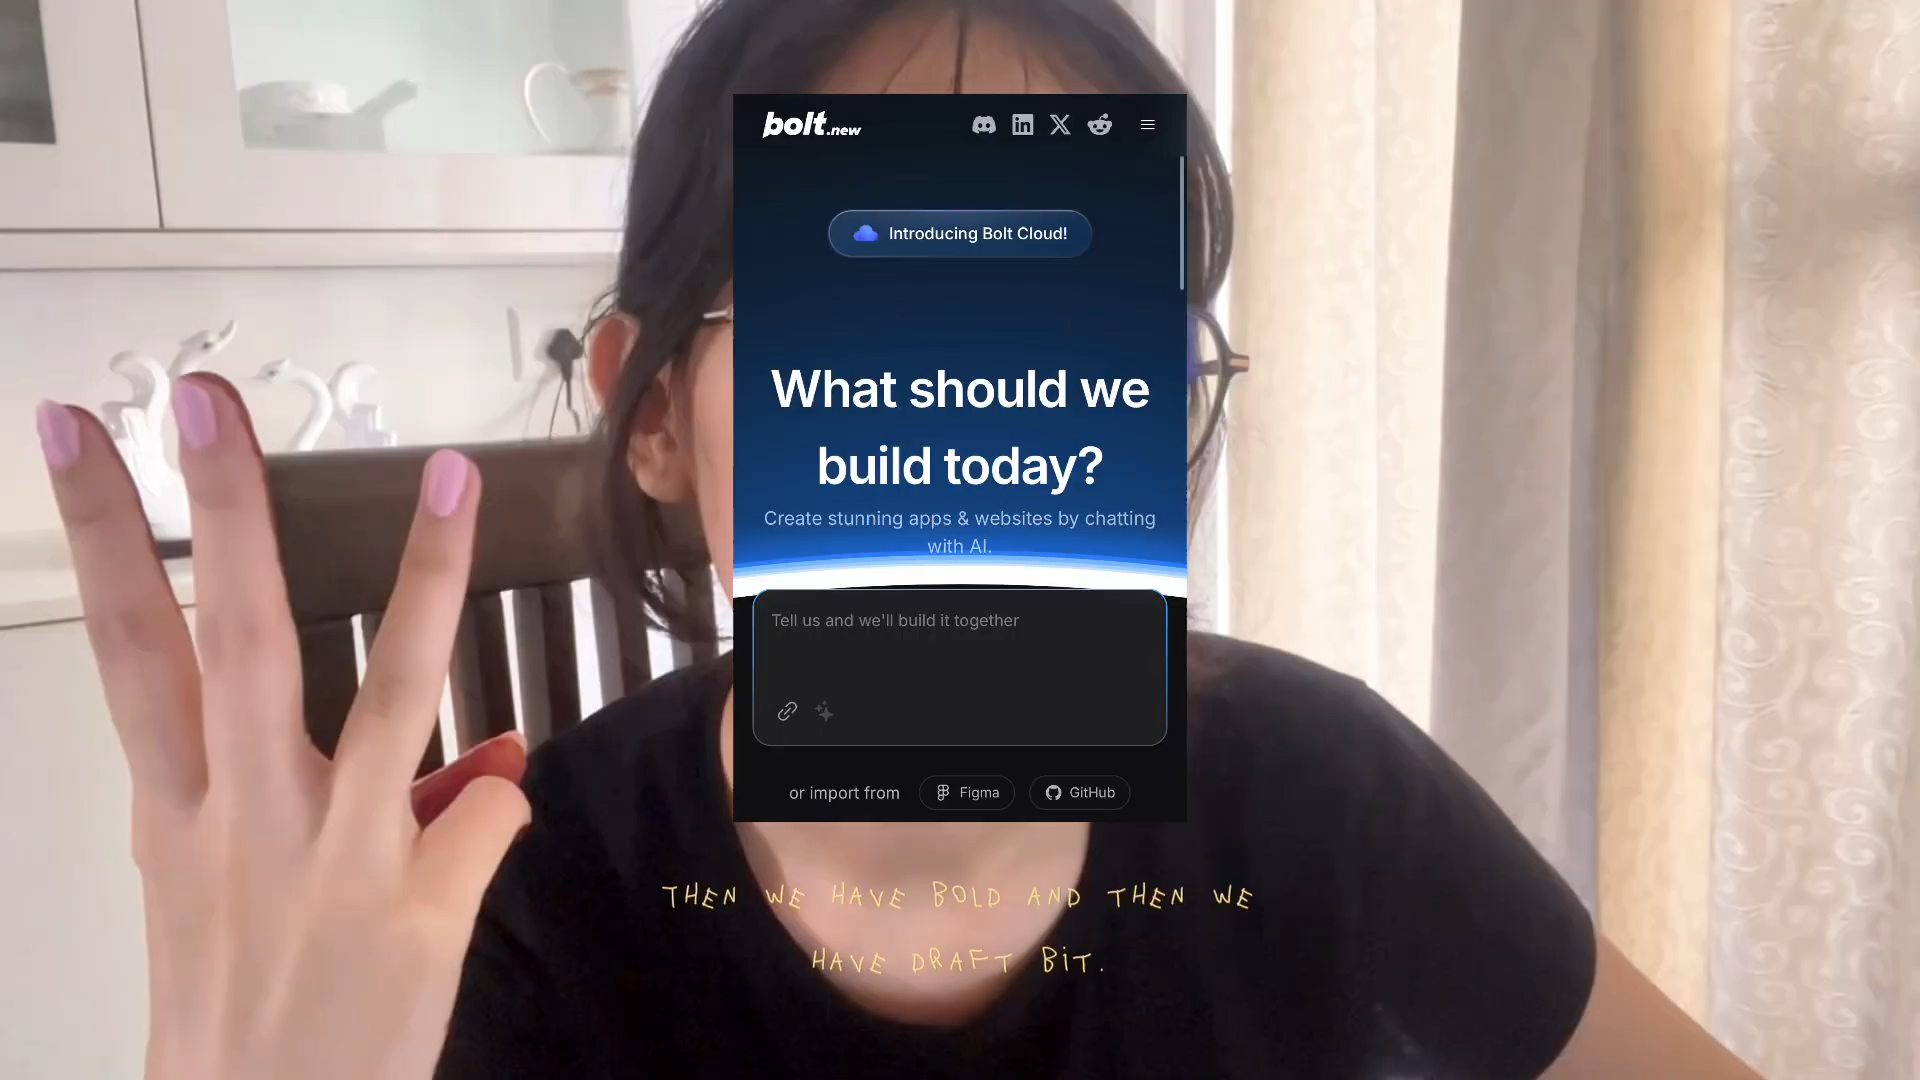 bolt.new
Introducing Bolt Cloud!
What should we
build today?
Create stunning apps & websites by chatting
with AI.
Tell us and we'll build it together
or import from Figma GitHub
THEN WE HAVE BOLD AND THEN WE
HAVE DRAFT BIT.